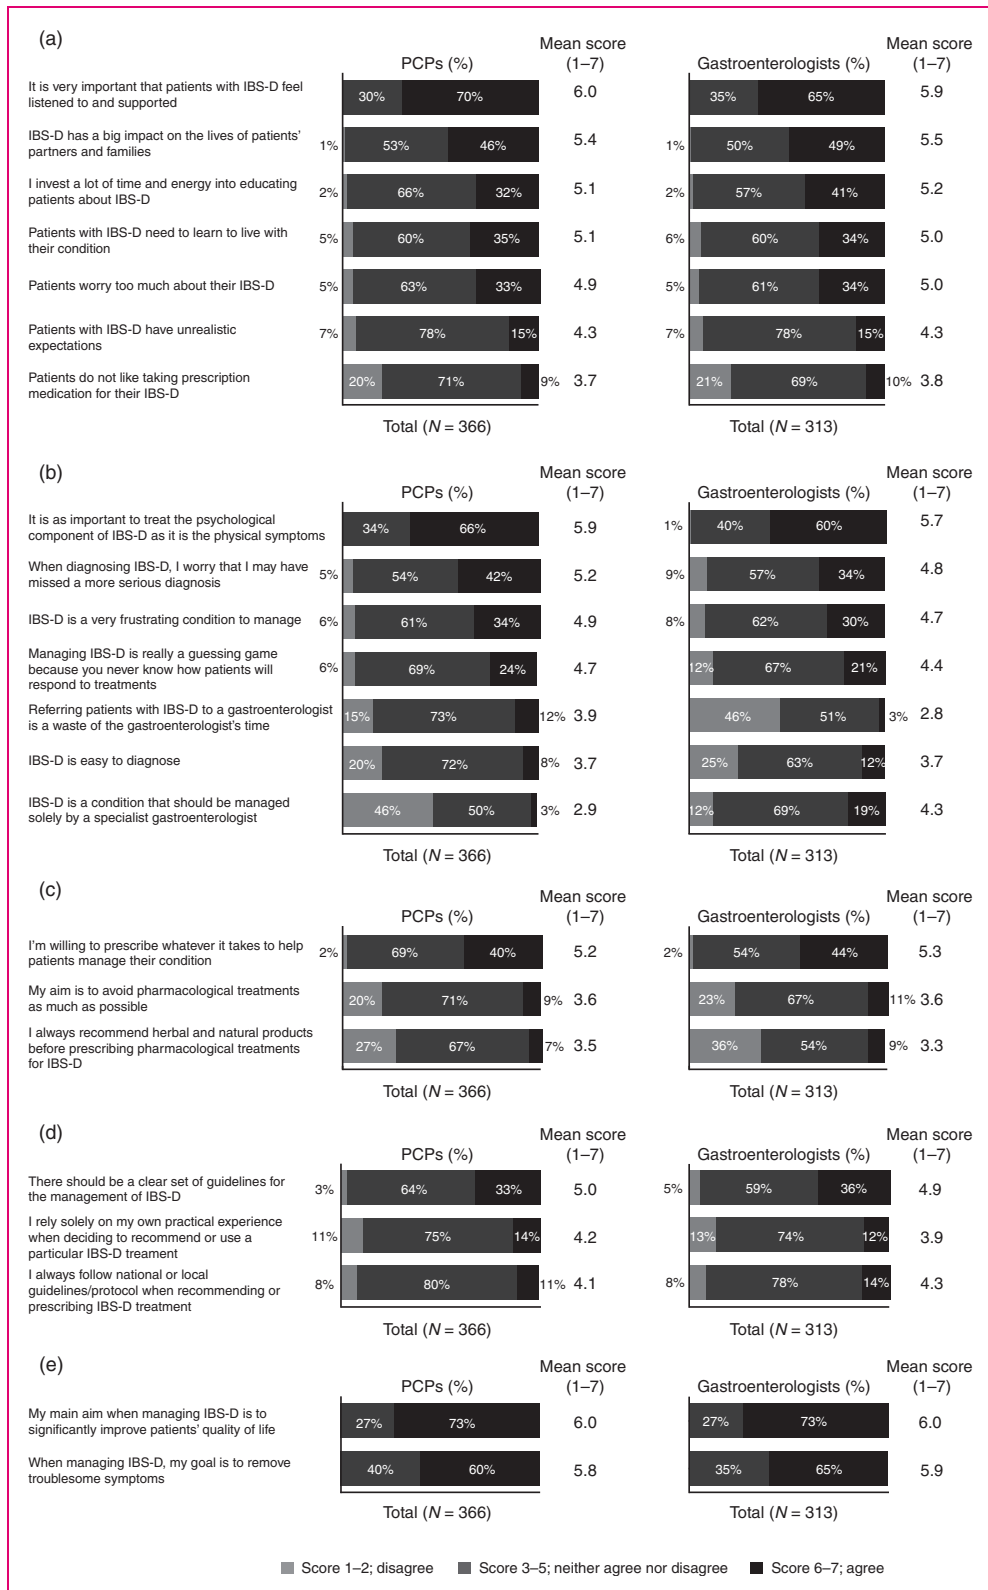 (a)
Mean score
(1–7)
Mean score
(1–7)
PCPs (%)
Gastroenterologists (%)
It is very important that patients with IBS-D feel
listened to and supported
30% 70% 6.0 35% 65% 5.9
IBS-D has a big impact on the lives of patients'
partners and families
1% 53% 46% 5.4 1% 50% 49% 5.5
I invest a lot of time and energy into educating
patients about IBS-D
2% 66% 32% 5.1 2% 57% 41% 5.2
Patients with IBS-D need to learn to live with
their condition
5% 60% 35% 5.1 6% 60% 34% 5.0
Patients worry too much about their IBS-D
5% 63% 33% 4.9 5% 61% 34% 5.0
Patients with IBS-D have unrealistic
expectations
7% 78% 15% 4.3 7% 78% 15% 4.3
Patients do not like taking prescription
medication for their IBS-D
20% 71% 9% 3.7 21% 69% 10% 3.8
Total (N = 366) Total (N = 313)
(b)
Mean score
(1–7)
Mean score
(1–7)
PCPs (%)
Gastroenterologists (%)
It is as important to treat the psychological
component of IBS-D as it is the physical symptoms
34% 66% 5.9 1% 40% 60% 5.7
When diagnosing IBS-D, I worry that I may have
missed a more serious diagnosis
5% 54% 42% 5.2 9% 57% 34% 4.8
IBS-D is a very frustrating condition to manage
6% 61% 34% 4.9 8% 62% 30% 4.7
Managing IBS-D is really a guessing game
because you never know how patients will
respond to treatments
6% 69% 24% 4.7 12% 67% 21% 4.4
Referring patients with IBS-D to a gastroenterologist
is a waste of the gastroenterologist's time
15% 73% 12% 3.9 46% 51% 3% 2.8
IBS-D is easy to diagnose
20% 72% 8% 3.7 25% 63% 12% 3.7
IBS-D is a condition that should be managed
solely by a specialist gastroenterologist
46% 50% 3% 2.9 12% 69% 19% 4.3
Total (N = 366) Total (N = 313)
(c)
Mean score
(1–7)
Mean score
(1–7)
PCPs (%)
Gastroenterologists (%)
I'm willing to prescribe whatever it takes to help
patients manage their condition
2% 69% 40% 5.2 2% 54% 44% 5.3
My aim is to avoid pharmacological treatments
as much as possible
20% 71% 9% 3.6 23% 67% 11% 3.6
I always recommend herbal and natural products
before prescribing pharmacological treatments
for IBS-D
27% 67% 7% 3.5 36% 54% 9% 3.3
Total (N = 366) Total (N = 313)
(d)
Mean score
(1–7)
Mean score
(1–7)
PCPs (%)
Gastroenterologists (%)
There should be a clear set of guidelines for
the management of IBS-D
3% 64% 33% 5.0 5% 59% 36% 4.9
I rely solely on my own practical experience
when deciding to recommend or use a
particular IBS-D treament
11% 75% 14% 4.2 13% 74% 12% 3.9
I always follow national or local
guidelines/protocol when recommending or
prescribing IBS-D treatment
8% 80% 11% 4.1 8% 78% 14% 4.3
Total (N = 366) Total (N = 313)
(e)
Mean score
(1–7)
Mean score
(1–7)
PCPs (%)
Gastroenterologists (%)
My main aim when managing IBS-D is to
significantly improve patients' quality of life
27% 73% 6.0 27% 73% 6.0
When managing IBS-D, my goal is to remove
troublesome symptoms
40% 60% 5.8 35% 65% 5.9
Total (N = 366) Total (N = 313)
Score 1–2; disagree Score 3–5; neither agree nor disagree Score 6–7; agree